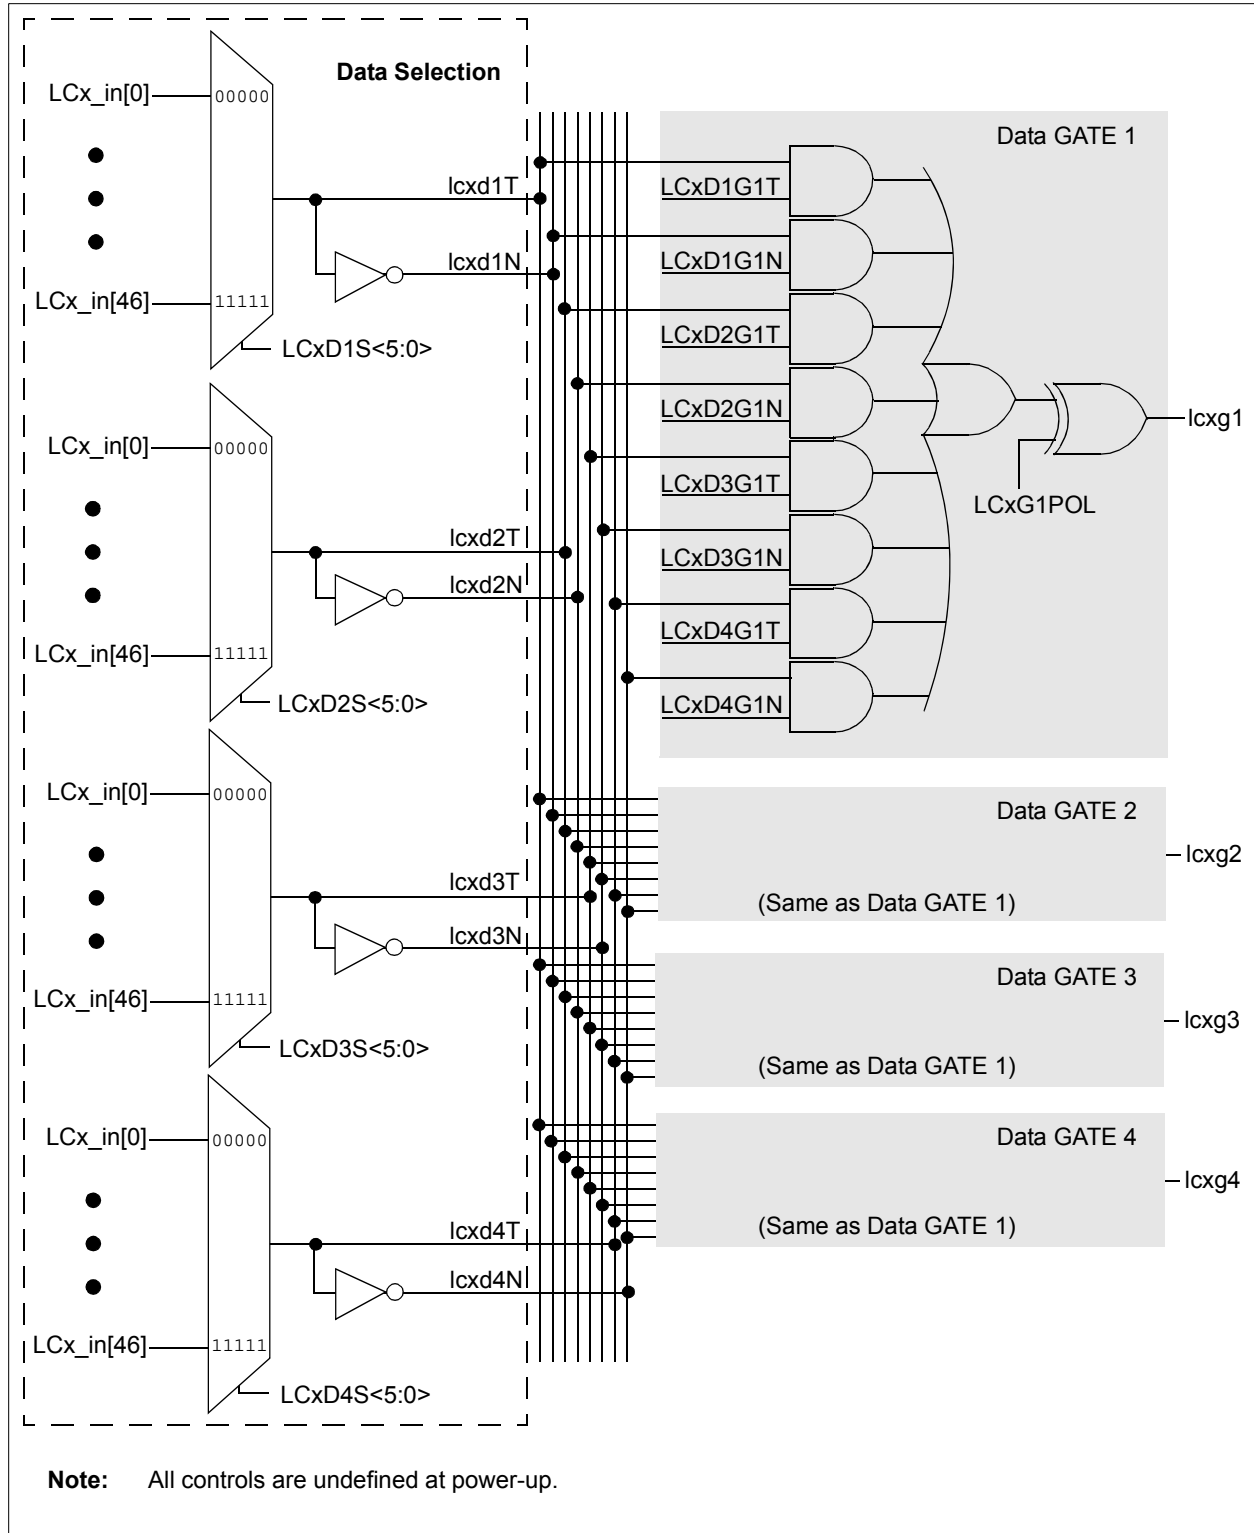 Data Selection
LCx_in[0]
00000
lcxd1T
lcxd1N
LCx_in[46]
11111
LCxD1S<5:0>
LCx_in[0]
00000
lcxd2T
lcxd2N
LCx_in[46]
11111
LCxD2S<5:0>
LCx_in[0]
00000
lcxd3T
lcxd3N
LCx_in[46]
11111
LCxD3S<5:0>
LCx_in[0]
00000
lcxd4T
lcxd4N
LCx_in[46]
11111
LCxD4S<5:0>
Data GATE 1
LCxD1G1T
LCxD1G1N
LCxD2G1T
LCxD2G1N
LCxD3G1T
LCxD3G1N
LCxD4G1T
LCxD4G1N
LCxG1POL
lcxg1
Data GATE 2
(Same as Data GATE 1)
lcxg2
Data GATE 3
(Same as Data GATE 1)
lcxg3
Data GATE 4
(Same as Data GATE 1)
lcxg4
Note: All controls are undefined at power-up.